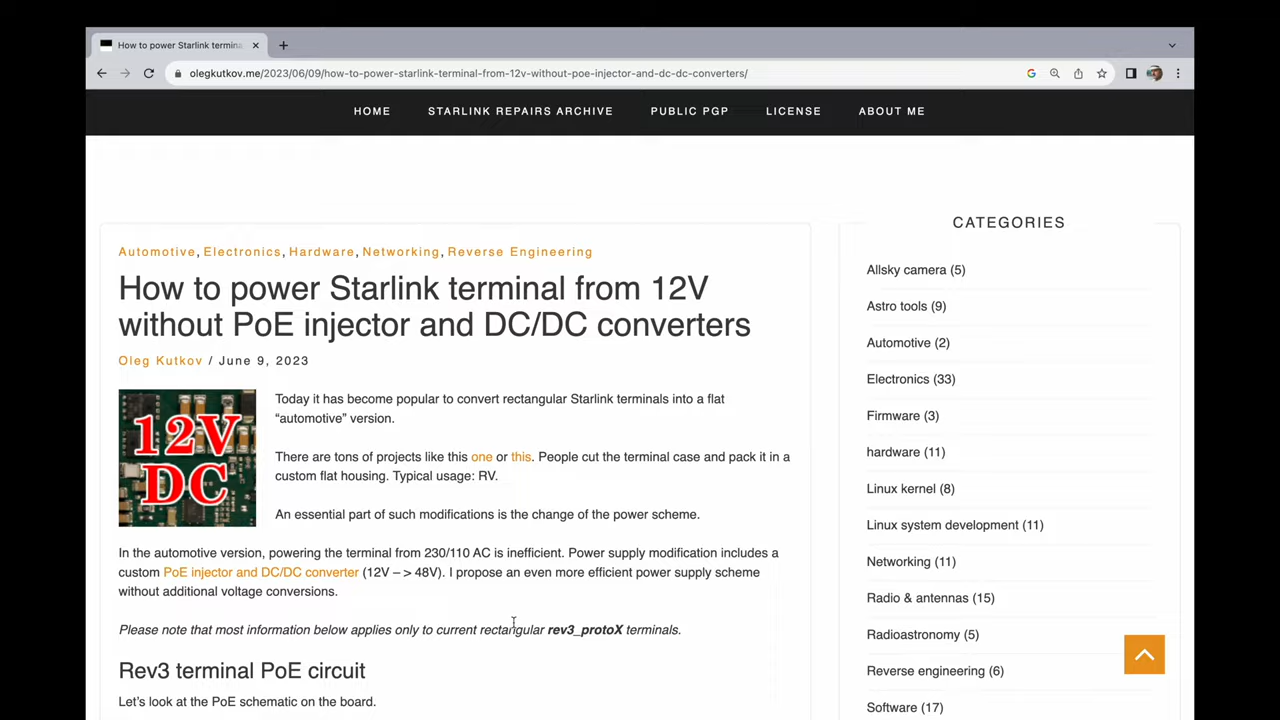 How to power Starlink termina
olegkutkov.me/2023/06/09/how-to-power-starlink-terminal-from-12v-without-poe-injector-and-dc-dc-converters/
HOME STARLINK REPAIRS ARCHIVE PUBLIC PGP LICENSE ABOUT ME
Automotive, Electronics, Hardware, Networking, Reverse Engineering
How to power Starlink terminal from 12V
without PoE injector and DC/DC converters
Oleg Kutkov / June 9, 2023
12V
DC
Today it has become popular to convert rectangular Starlink terminals into a flat
“automotive” version.
There are tons of projects like this one or this. People cut the terminal case and pack it in a
custom flat housing. Typical usage: RV.
An essential part of such modifications is the change of the power scheme.
In the automotive version, powering the terminal from 230/110 AC is inefficient. Power supply modification includes a
custom PoE injector and DC/DC converter (12V – > 48V). I propose an even more efficient power supply scheme
without additional voltage conversions.
Please note that most information below applies only to current rectangular rev3_protoX terminals.
Rev3 terminal PoE circuit
Let’s look at the PoE schematic on the board.
CATEGORIES
Allsky camera (5)
Astro tools (9)
Automotive (2)
Electronics (33)
Firmware (3)
hardware (11)
Linux kernel (8)
Linux system development (11)
Networking (11)
Radio & antennas (15)
Radioastronomy (5)
Reverse engineering (6)
Software (17)